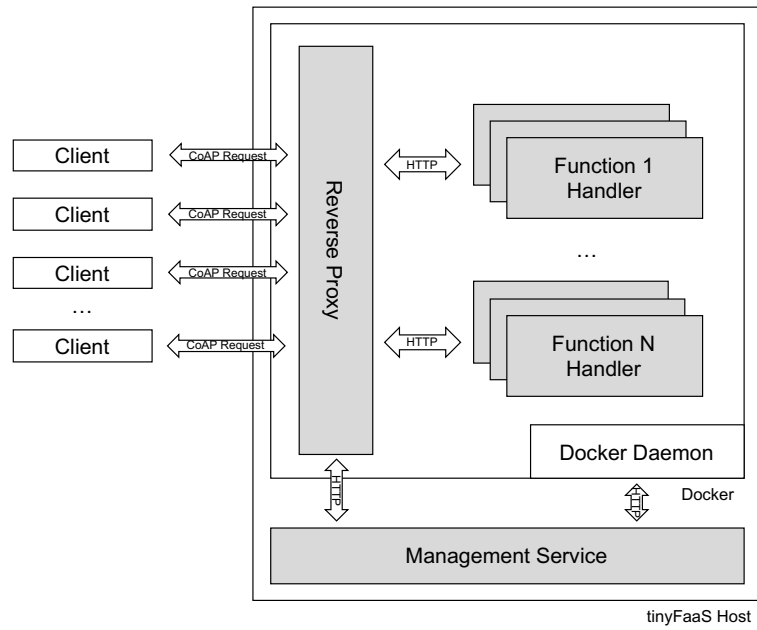 Client
CoAP Request
Client
CoAP Request
Client
CoAP Request
...
Client
CoAP Request
Reverse Proxy
HTTP
Function 1
Handler
...
HTTP
Function N
Handler
Docker Daemon
Docker
HTTP
HTTP
Management Service
tinyFaaS Host